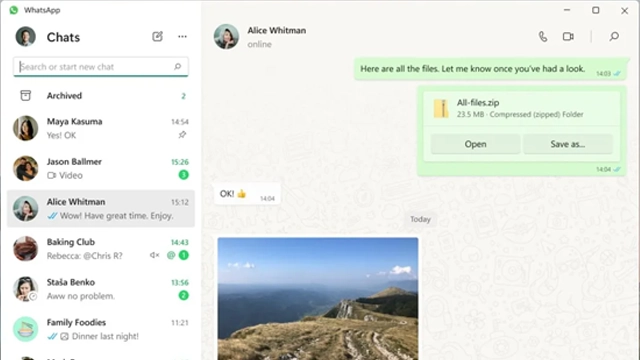 WhatsApp
Chats
Search or start new chat
Archived 2
Maya Kasuma 14:54
Yes! OK
Jason Ballmer 15:26
Video 3
Alice Whitman 15:12
Wow! Have great time. Enjoy.
Baking Club 14:43
Rebecca: @Chris R? @ 1
Staša Benko 13:56
Aww no problem. 2
Family Foodies 11:21
Dinner last night!
Alice Whitman
online
Here are all the files. Let me know once you've had a look. 14:03
All-files.zip
23.5 MB · Compressed (zipped) Folder
Open Save as...
14:04
OK! 👍 14:04
Today